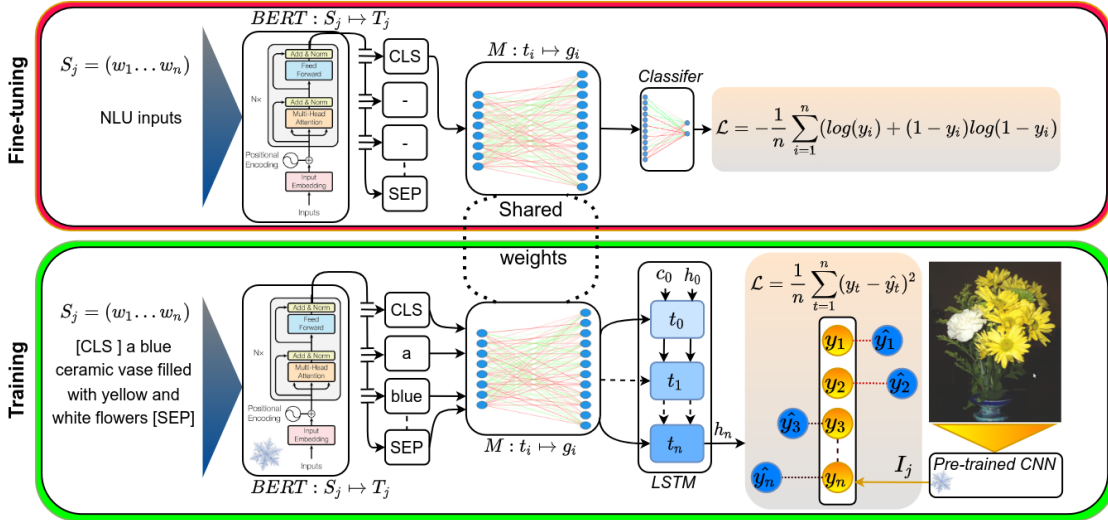 Fine-tuning
BERT : S_j ↦ T_j
S_j = (w_1 … w_n)
NLU inputs
Add & Norm
Feed
Forward
N×
Add & Norm
Multi-Head
Attention
Positional
Encoding
Input
Embedding
Inputs
CLS
-
-
SEP
M : t_i ↦ g_i
Classifer
ℒ = -1/n ∑_{i=1}^{n} (log(y_i) + (1 - y_i)log(1 - y_i)
Shared
weights
Training
S_j = (w_1 … w_n)
[CLS ] a blue
ceramic vase filled
with yellow and
white flowers [SEP]
Add & Norm
Feed
Forward
N×
Add & Norm
Multi-Head
Attention
Positional
Encoding
Input
Embedding
Inputs
BERT : S_j ↦ T_j
CLS
a
blue
SEP
M : t_i ↦ g_i
c_0 h_0
t_0
t_1
t_n
LSTM
h_n
ℒ = 1/n ∑_{t=1}^{n} (y_t - ŷ_t)^2
y_1 ŷ_1
y_2 ŷ_2
ŷ_3 y_3
ŷ_n y_n
I_j
Pre-trained CNN